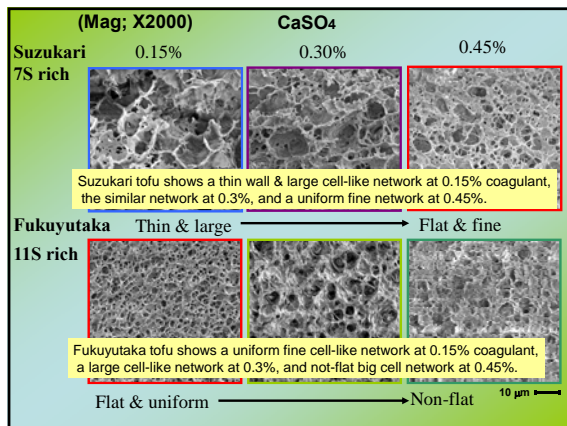 (Mag; X2000) CaSO4
Suzukari 0.15% 0.30% 0.45%
7S rich
Suzukari tofu shows a thin wall & large cell-like network at 0.15% coagulant,
the similar network at 0.3%, and a uniform fine network at 0.45%.
Fukuyutaka Thin & large Flat & fine
11S rich
Fukuyutaka tofu shows a uniform fine cell-like network at 0.15% coagulant,
a large cell-like network at 0.3%, and not-flat big cell network at 0.45%.
Flat & uniform Non-flat 10 μm